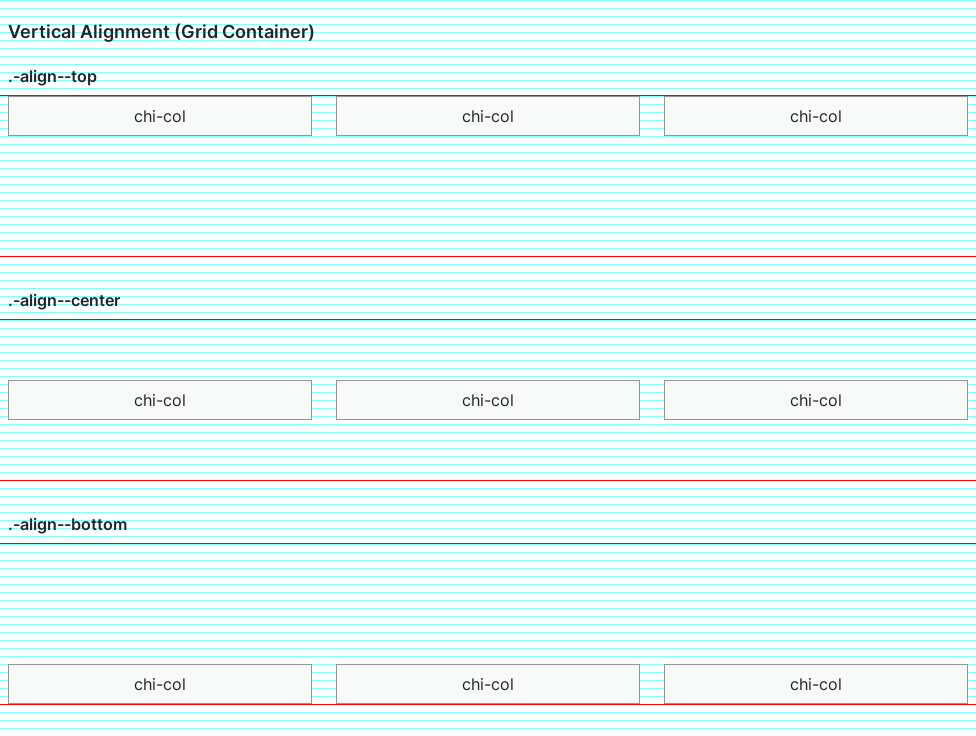 Vertical Alignment (Grid Container)
.-align--top
chi-col chi-col chi-col
.-align--center
chi-col chi-col chi-col
.-align--bottom
chi-col chi-col chi-col